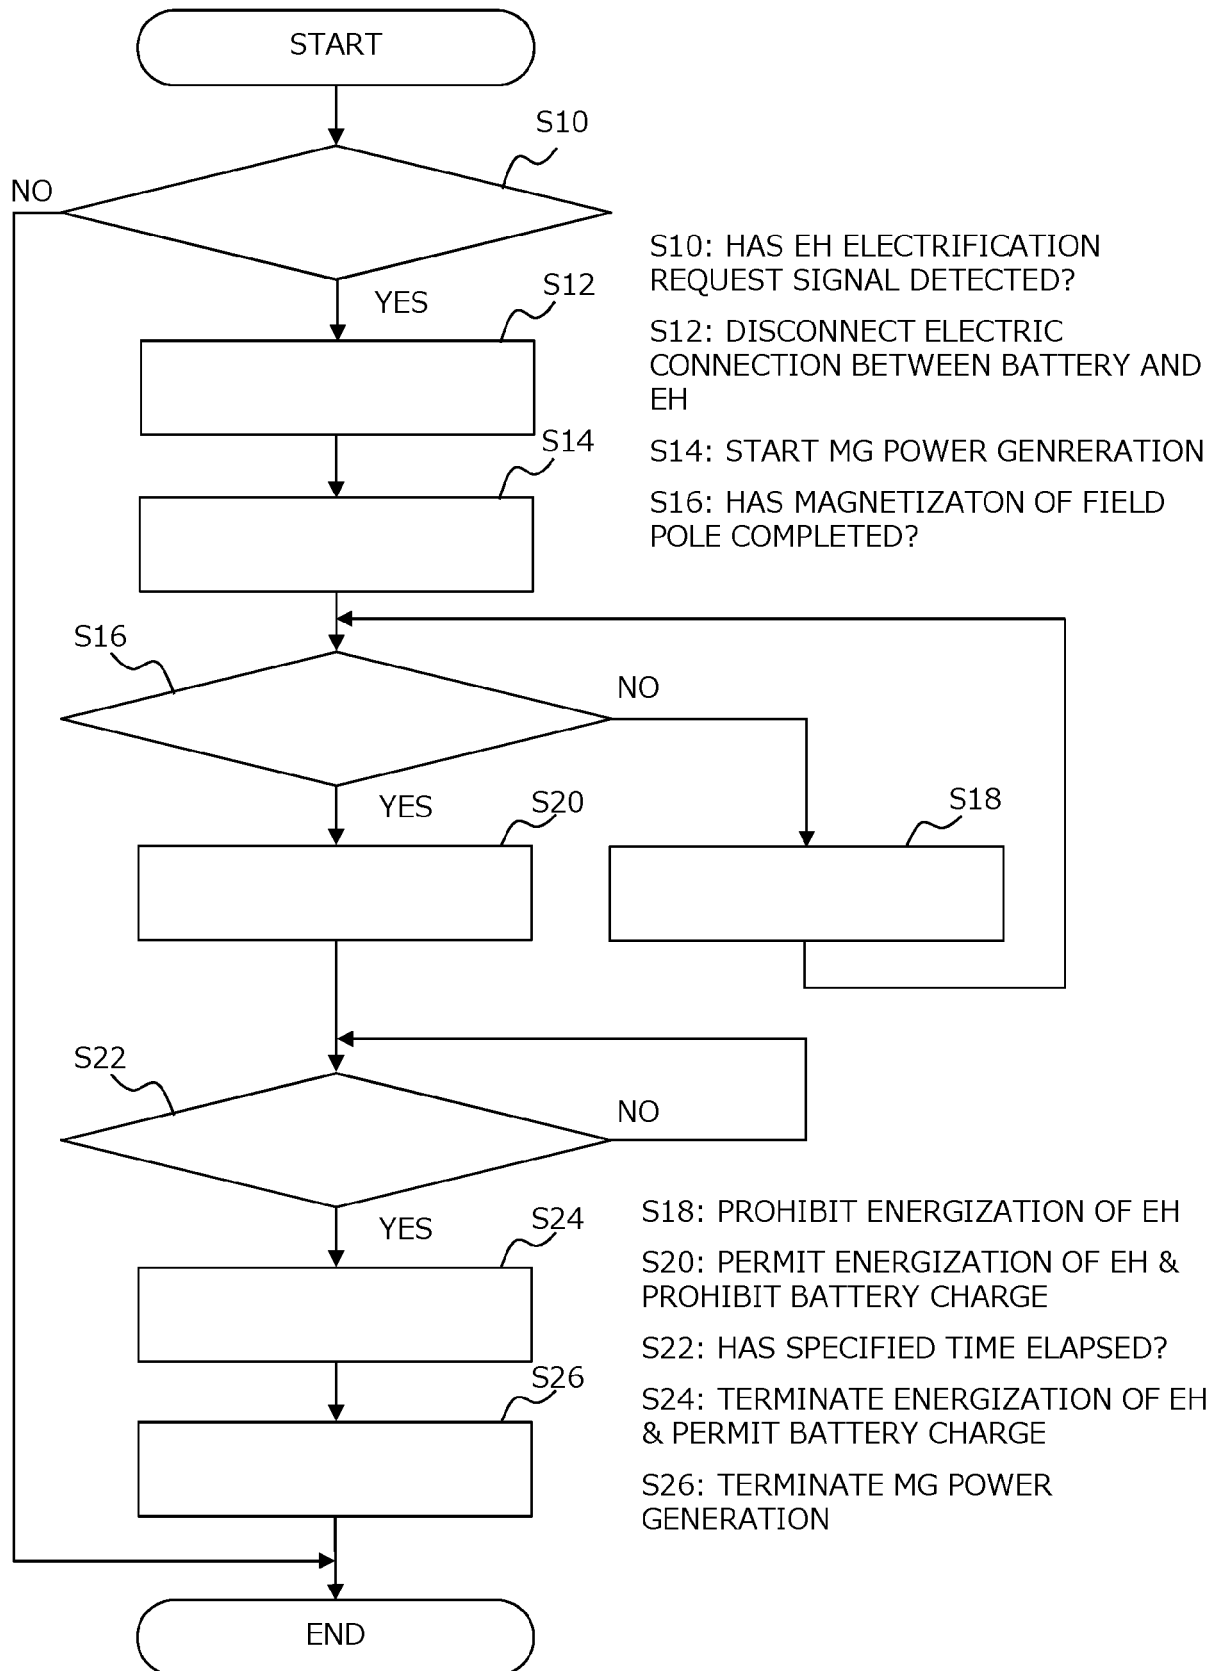 START
S10
NO
S10: HAS EH ELECTRIFICATION
REQUEST SIGNAL DETECTED?
S12
YES
S12: DISCONNECT ELECTRIC
CONNECTION BETWEEN BATTERY AND
EH
S14
S14: START MG POWER GENRERATION
S16: HAS MAGNETIZATON OF FIELD
POLE COMPLETED?
S16
NO
YES
S20
S18
S22
NO
YES
S24
S18: PROHIBIT ENERGIZATION OF EH
S20: PERMIT ENERGIZATION OF EH &
PROHIBIT BATTERY CHARGE
S22: HAS SPECIFIED TIME ELAPSED?
S26
S24: TERMINATE ENERGIZATION OF EH
& PERMIT BATTERY CHARGE
S26: TERMINATE MG POWER
GENERATION
END